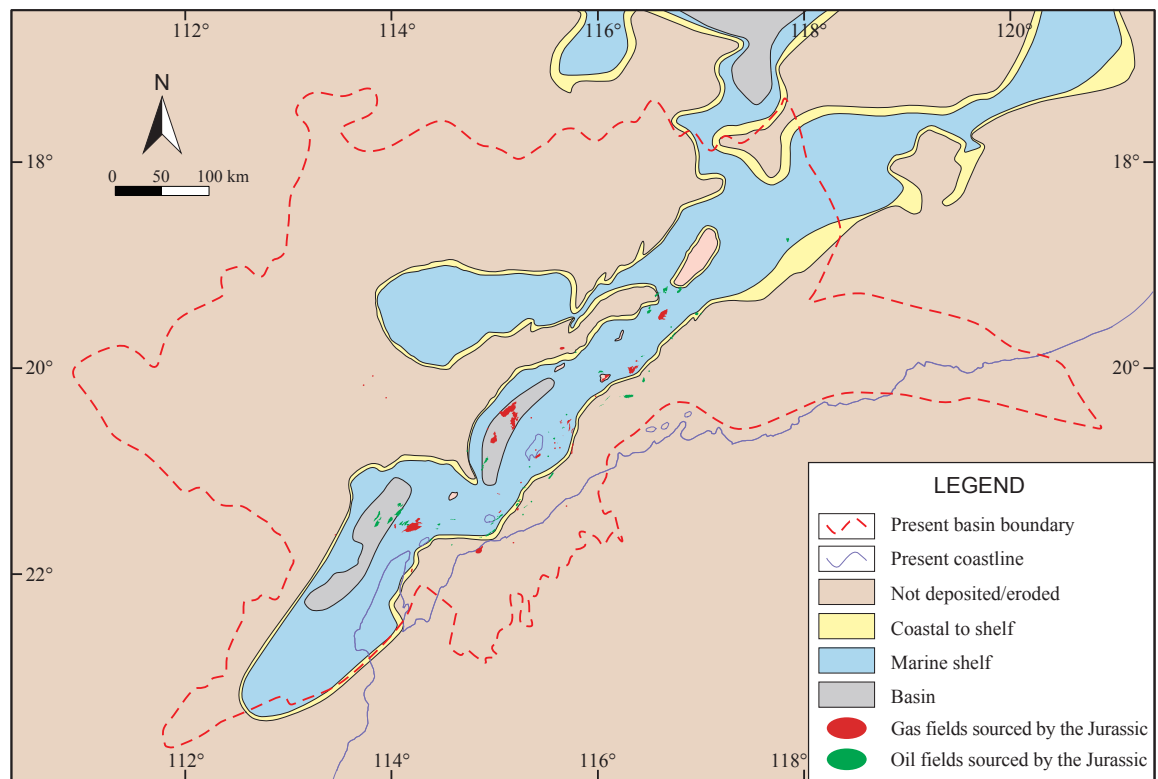 112° 114° 116° 118° 120°
N
18° 18°
0 50 100 km
20° 20°
22°
LEGEND
Present basin boundary
Present coastline
Not deposited/eroded
Coastal to shelf
Marine shelf
Basin
Gas fields sourced by the Jurassic
Oil fields sourced by the Jurassic
112° 114° 116° 118°